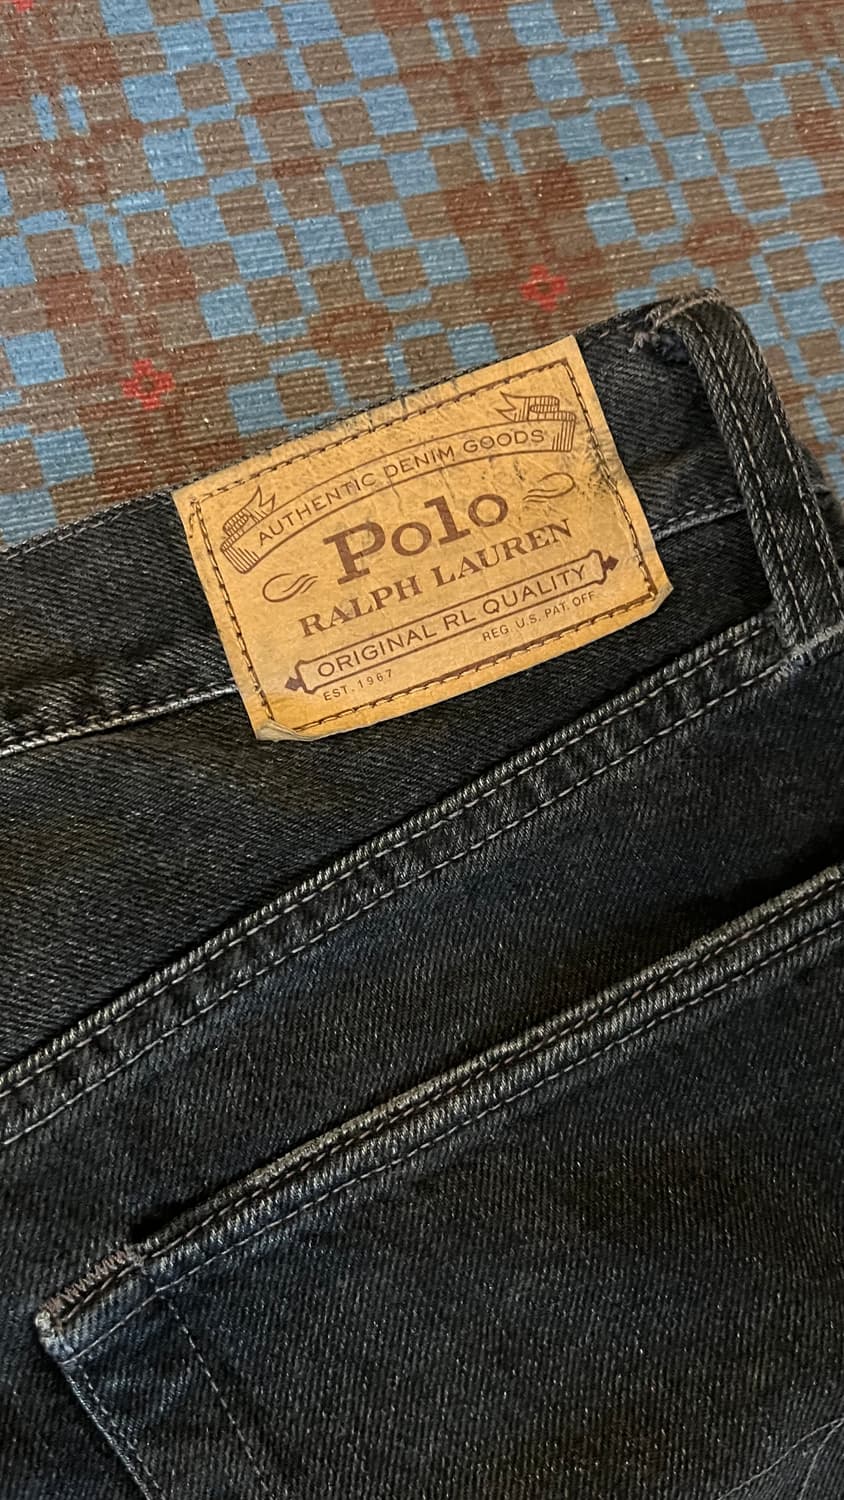 AUTHENTIC DENIM GOODS
Polo
RALPH LAUREN
ORIGINAL RL QUALITY
REG. U.S. PAT. OFF.
EST. 1967